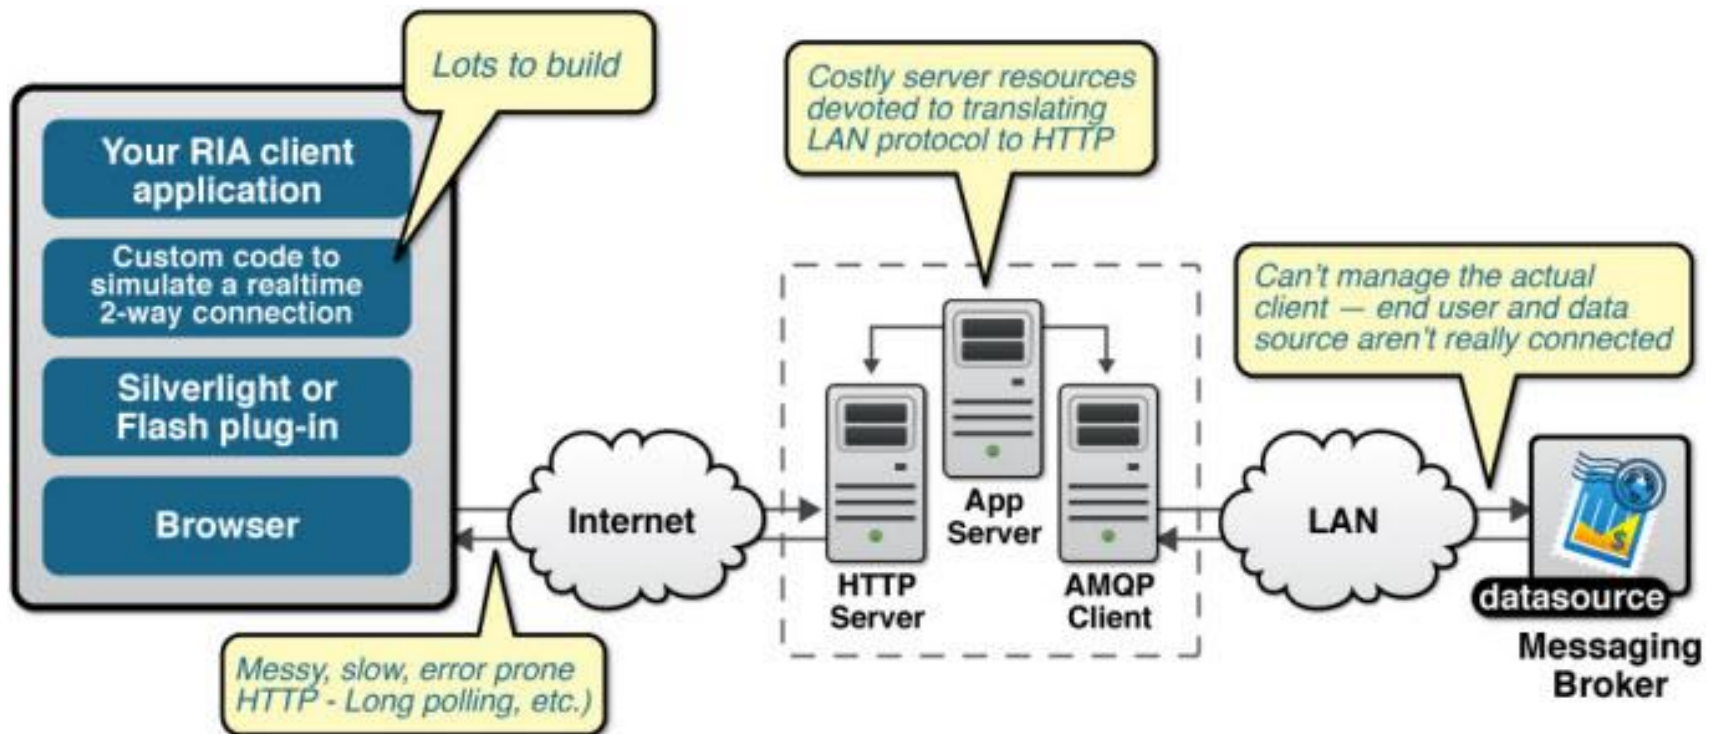 Lots to build
Your RIA client
application
Custom code to
simulate a realtime
2-way connection
Silverlight or
Flash plug-in
Browser
Messy, slow, error prone
HTTP - Long polling, etc.)
Internet
Costly server resources
devoted to translating
LAN protocol to HTTP
HTTP
Server
App
Server
AMQP
Client
Can't manage the actual
client — end user and data
source aren't really connected
LAN
$
datasource
Messaging
Broker